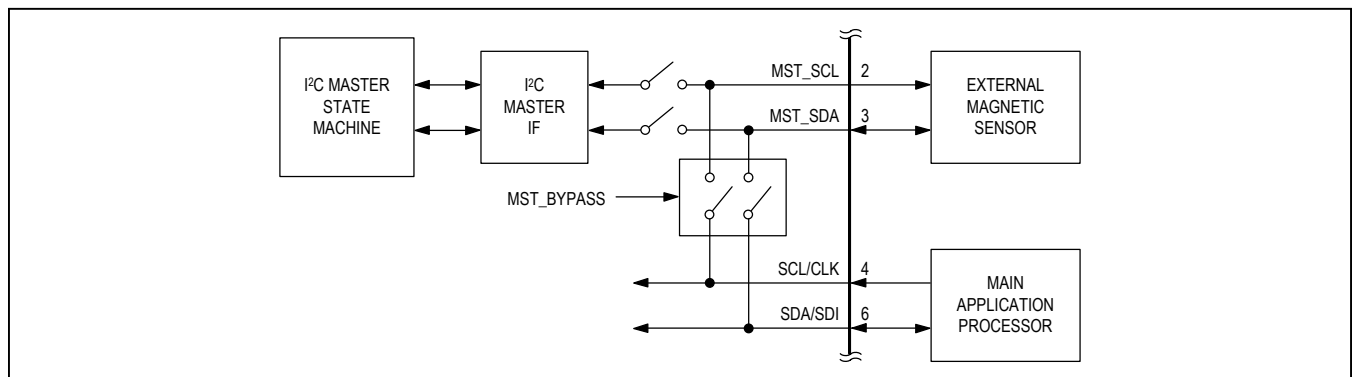 I²C MASTER
STATE
MACHINE
I²C
MASTER
IF
MST_SCL
2
MST_SDA
3
EXTERNAL
MAGNETIC
SENSOR
MST_BYPASS
SCL/CLK
4
SDA/SDI
6
MAIN
APPLICATION
PROCESSOR